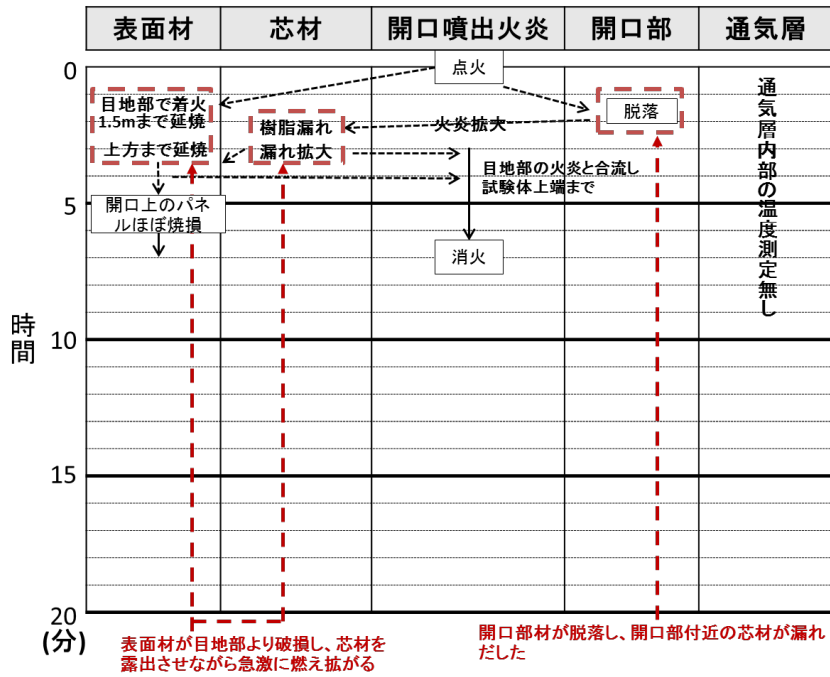 表面材
芯材
開口噴出火炎
開口部
通気層
0
5
10
15
20
(分)
時間
点火
目地部で着火
1.5mまで延焼
上方まで延焼
樹脂漏れ
漏れ拡大
火炎拡大
脱落
目地部の火炎と合流し
試験体上端まで
開口上のパネ
ルほぼ焼損
消火
通気層内部の温度測定無し
表面材が目地部より破損し、芯材を
露出させながら急激に燃え拡がる
開口部材が脱落し、開口部付近の芯材が漏れ
だした